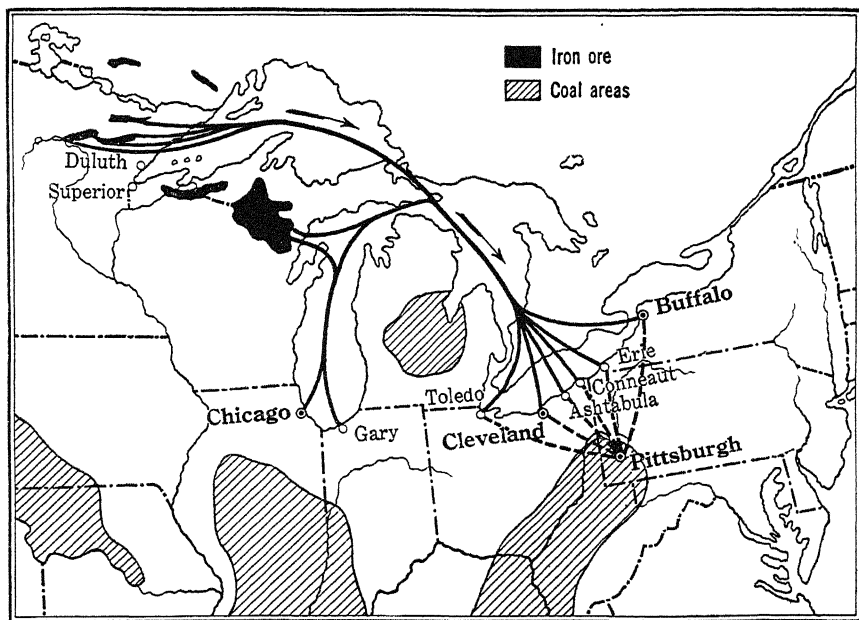 Iron ore
Coal areas
Duluth
Superior
Buffalo
Erie
Conneaut
Ashtabula
Toledo
Chicago
Cleveland
Gary
Pittsburgh